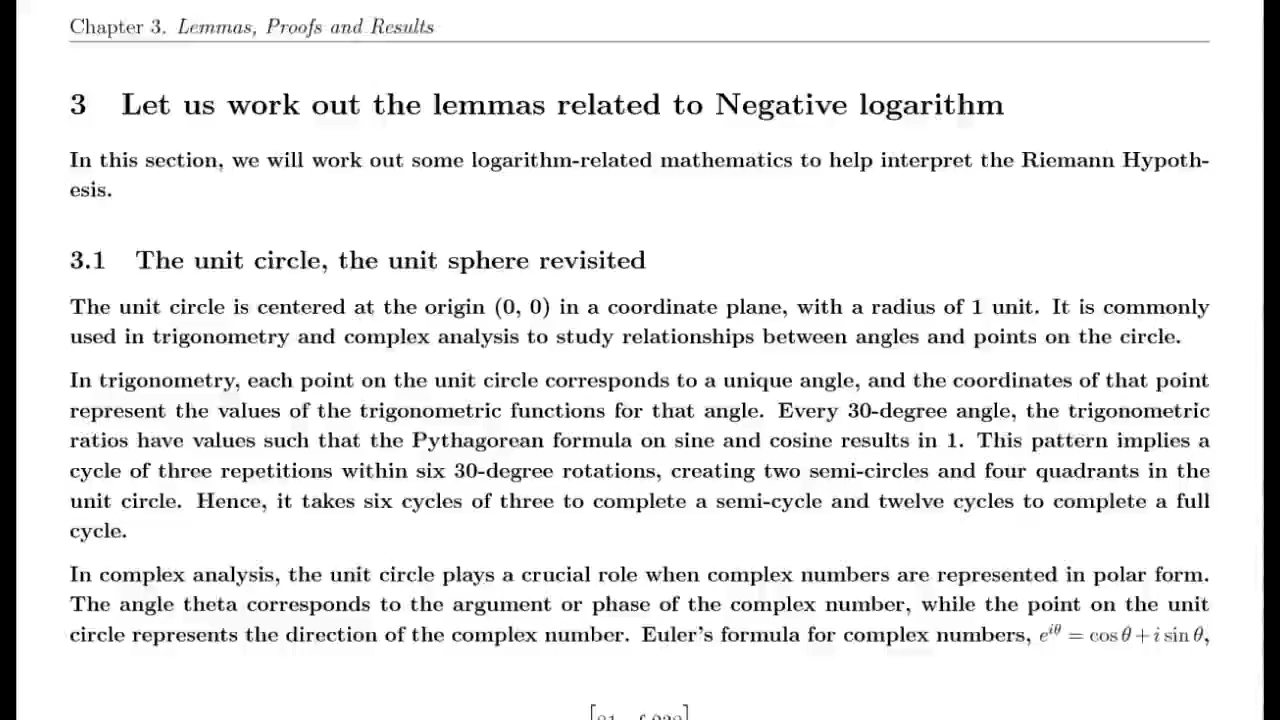 Chapter 3. Lemmas, Proofs and Results
3 Let us work out the lemmas related to Negative logarithm
In this section, we will work out some logarithm-related mathematics to help interpret the Riemann Hypoth-
esis.
3.1 The unit circle, the unit sphere revisited
The unit circle is centered at the origin (0, 0) in a coordinate plane, with a radius of 1 unit. It is commonly
used in trigonometry and complex analysis to study relationships between angles and points on the circle.
In trigonometry, each point on the unit circle corresponds to a unique angle, and the coordinates of that point
represent the values of the trigonometric functions for that angle. Every 30-degree angle, the trigonometric
ratios have values such that the Pythagorean formula on sine and cosine results in 1. This pattern implies a
cycle of three repetitions within six 30-degree rotations, creating two semi-circles and four quadrants in the
unit circle. Hence, it takes six cycles of three to complete a semi-cycle and twelve cycles to complete a full
cycle.
In complex analysis, the unit circle plays a crucial role when complex numbers are represented in polar form.
The angle theta corresponds to the argument or phase of the complex number, while the point on the unit
circle represents the direction of the complex number. Euler's formula for complex numbers, e^{iθ} = cos θ + i sin θ,